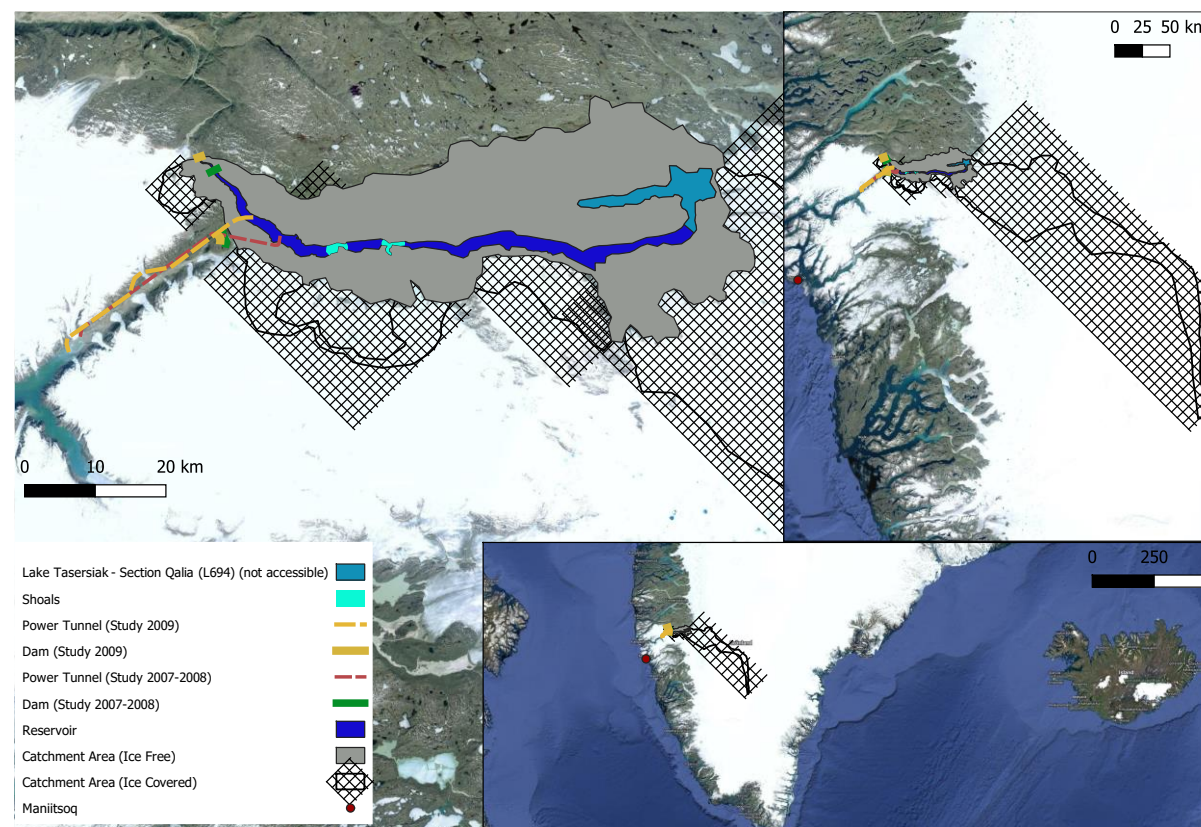 0 25 50 km
0 10 20 km
0 250
Lake Tasersiak - Section Qalia (L694) (not accessible)
Shoals
Power Tunnel (Study 2009)
Dam (Study 2009)
Power Tunnel (Study 2007-2008)
Dam (Study 2007-2008)
Reservoir
Catchment Area (Ice Free)
Catchment Area (Ice Covered)
Maniitsoq